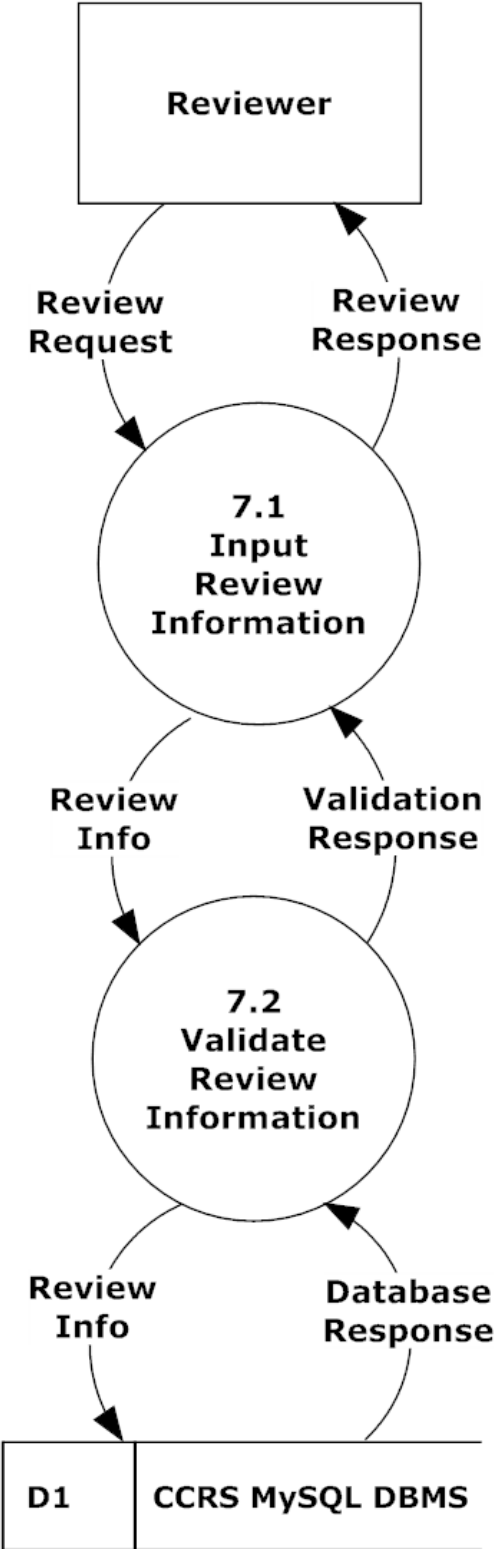 Reviewer
Review
Request
Review
Response
7.1
Input
Review
Information
Review
Info
Validation
Response
7.2
Validate
Review
Information
Review
Info
Database
Response
D1
CCRS MySQL DBMS